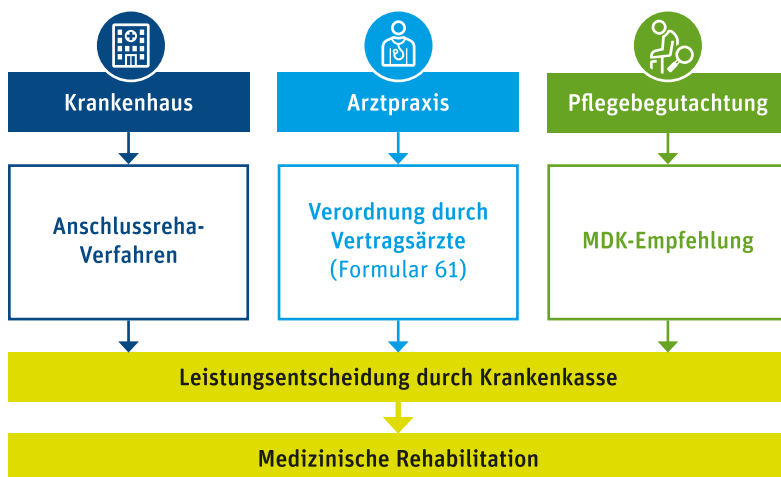 Krankenhaus
Arztpraxis
Pflegebegutachtung
Anschlussreha-
Verfahren
Verordnung durch
Vertragsärzte
(Formular 61)
MDK-Empfehlung
Leistungsentscheidung durch Krankenkasse
Medizinische Rehabilitation